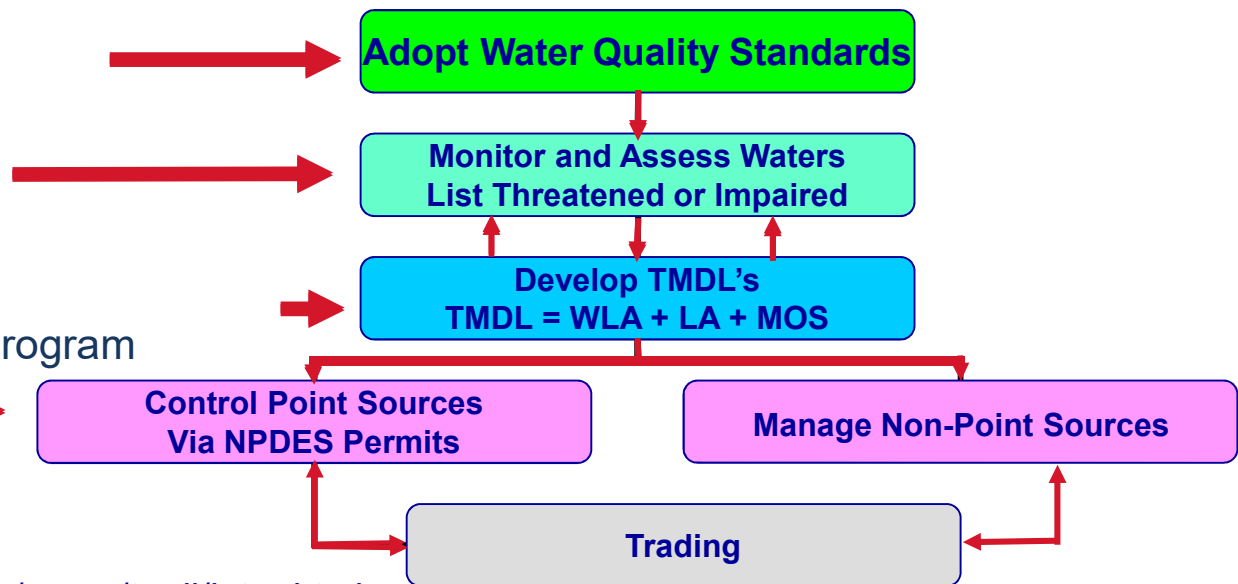 Adopt Water Quality Standards
Monitor and Assess Waters
List Threatened or Impaired
Develop TMDL's
TMDL = WLA + LA + MOS
rogram
Control Point Sources
Via NPDES Permits
Manage Non-Point Sources
Trading